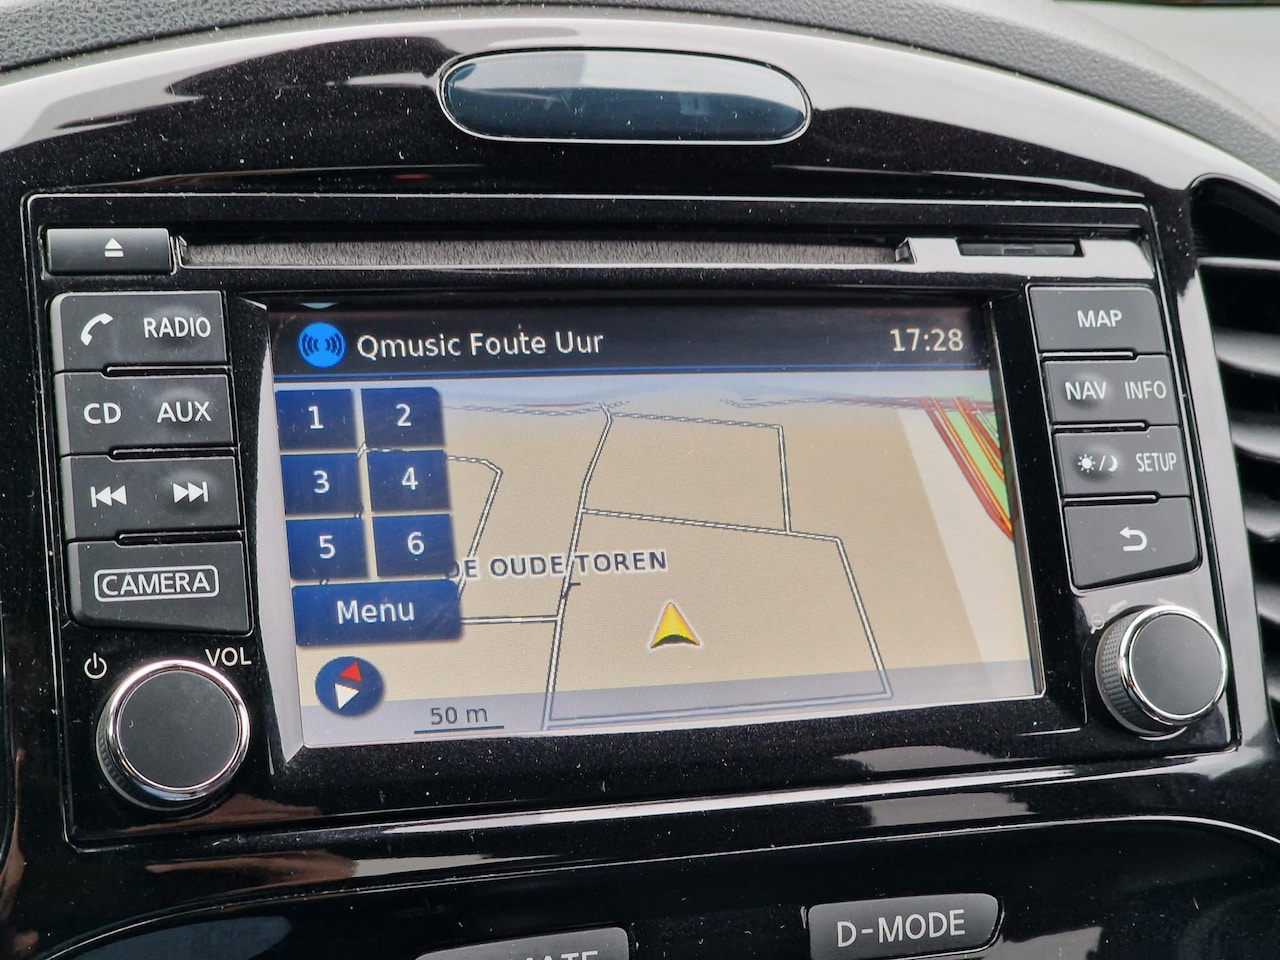 RADIO
CD AUX
CAMERA
VOL
Qmusic Foute Uur 17:28
1 2
3 4
5 6
Menu
DE OUDE TOREN
50 m
MAP
NAV INFO
SETUP
D-MODE